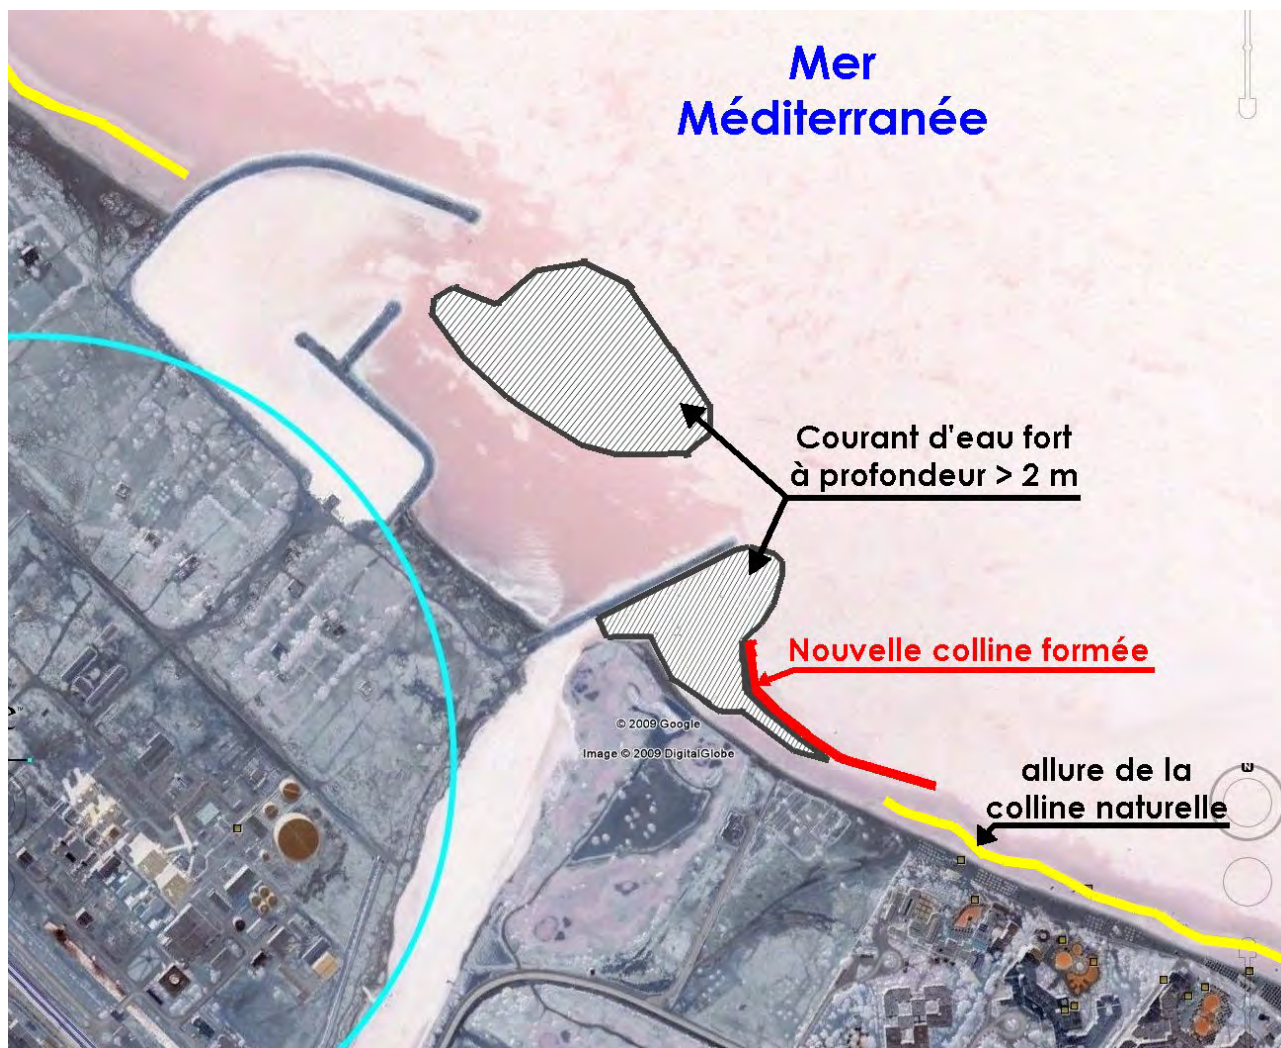 Mer
Méditerranée
Courant d'eau fort
à profondeur > 2 m
Nouvelle colline formée
© 2009 Google
Image © 2009 DigitalGlobe
allure de la
colline naturelle